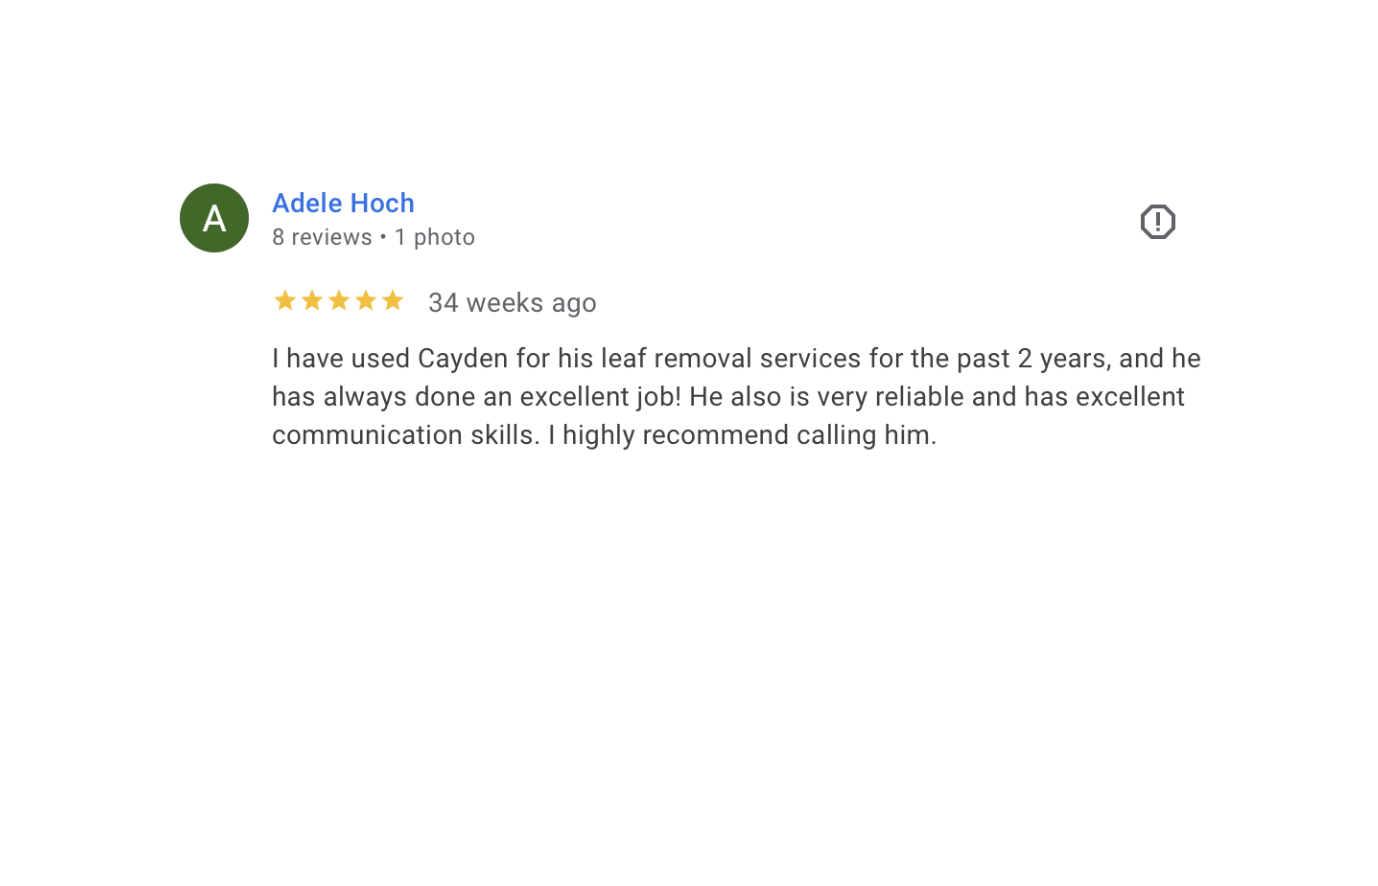 A
Adele Hoch
8 reviews • 1 photo
34 weeks ago
I have used Cayden for his leaf removal services for the past 2 years, and he
has always done an excellent job! He also is very reliable and has excellent
communication skills. I highly recommend calling him.